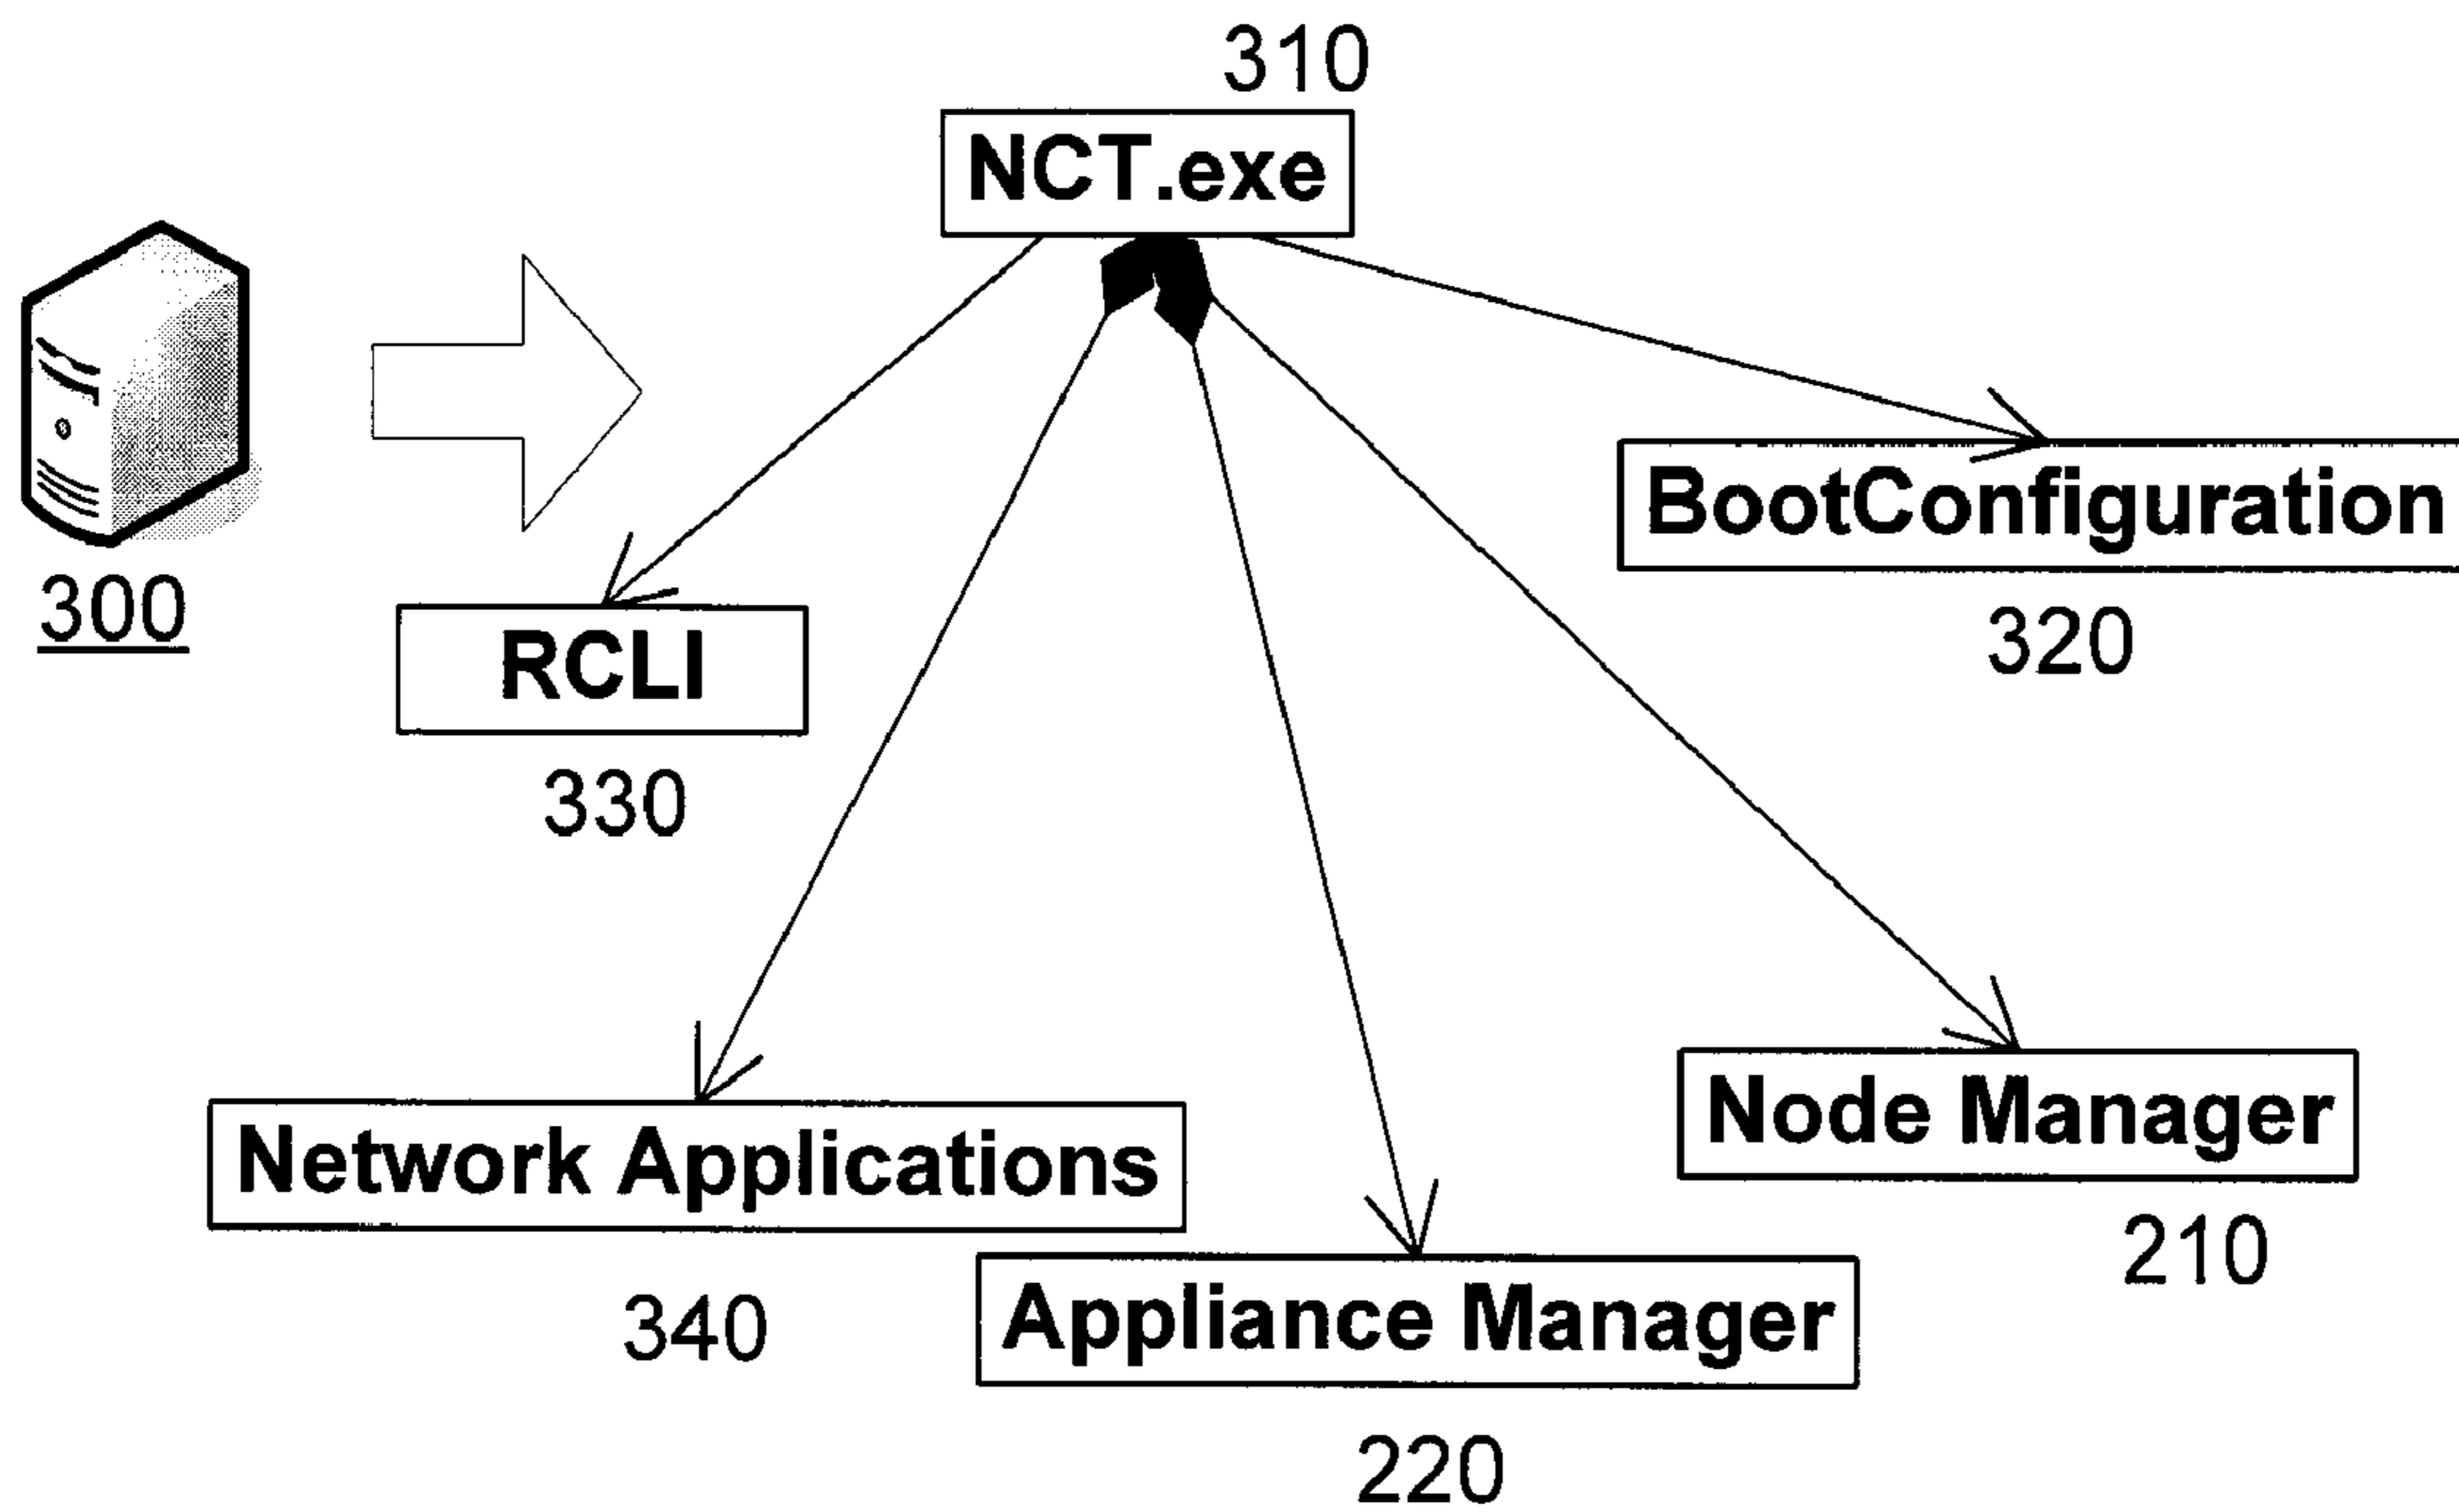 310
NCT.exe
300
BootConfiguration
320
RCLI
330
Network Applications
340
Node Manager
210
Appliance Manager
220